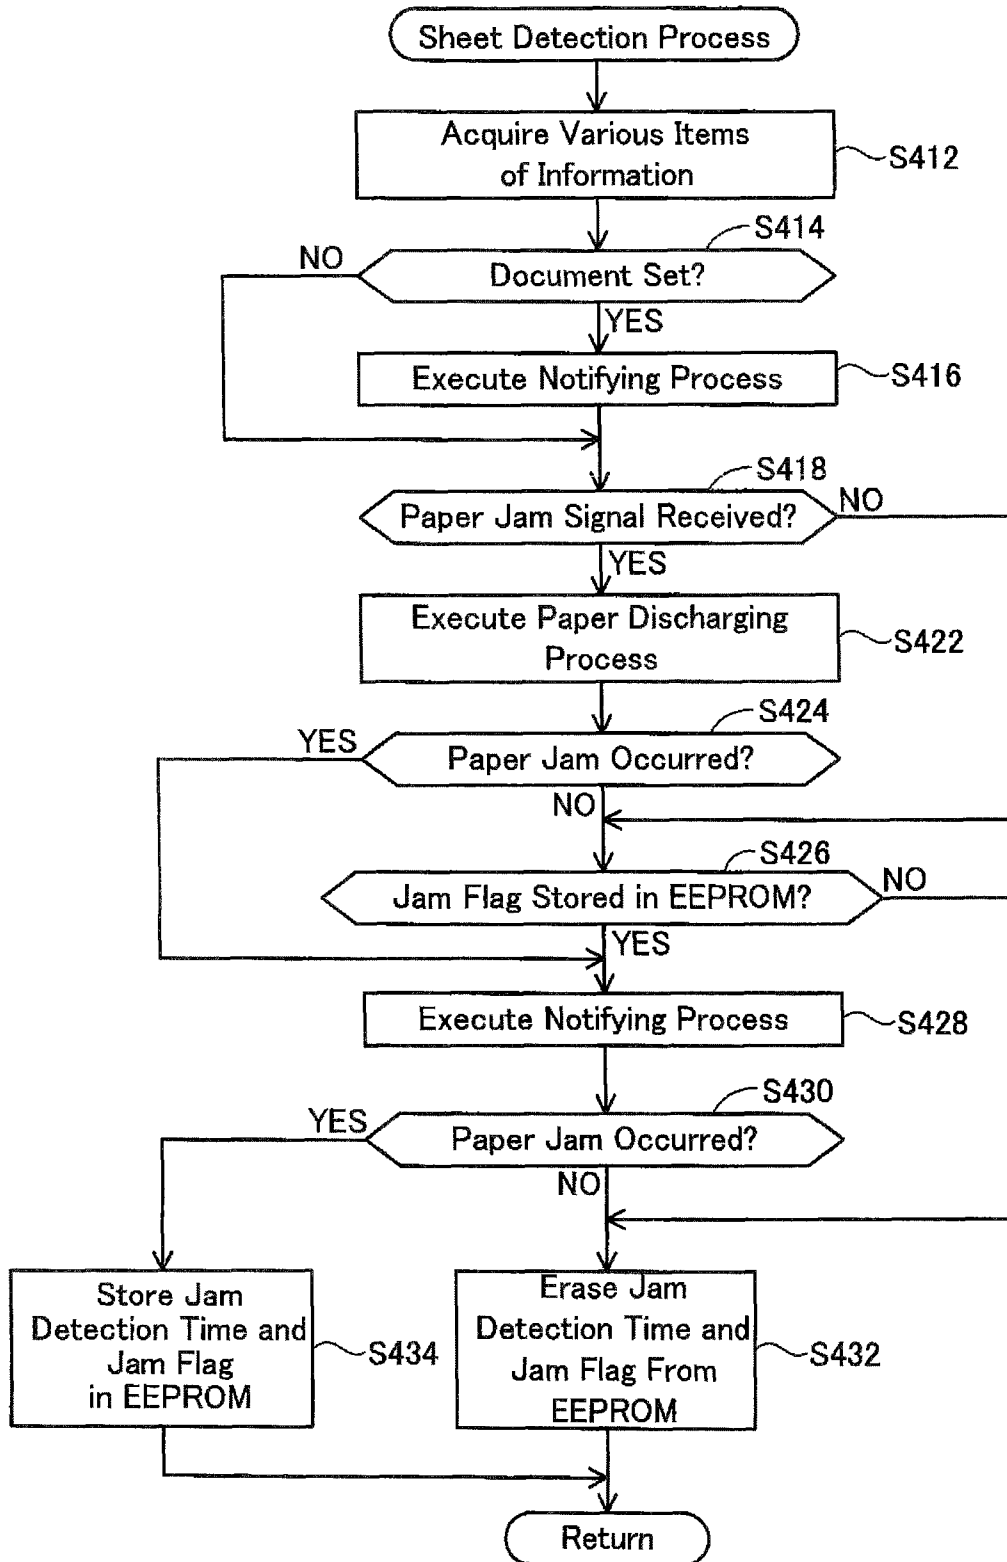 Sheet Detection Process
Acquire Various Items
of Information
S412
S414
NO
Document Set?
YES
Execute Notifying Process
S416
S418
Paper Jam Signal Received?
NO
YES
Execute Paper Discharging
Process
S422
S424
YES
Paper Jam Occurred?
NO
S426
Jam Flag Stored in EEPROM?
NO
YES
Execute Notifying Process
S428
S430
YES
Paper Jam Occurred?
NO
Store Jam
Detection Time and
Jam Flag
in EEPROM
S434
Erase Jam
Detection Time and
Jam Flag From
EEPROM
S432
Return